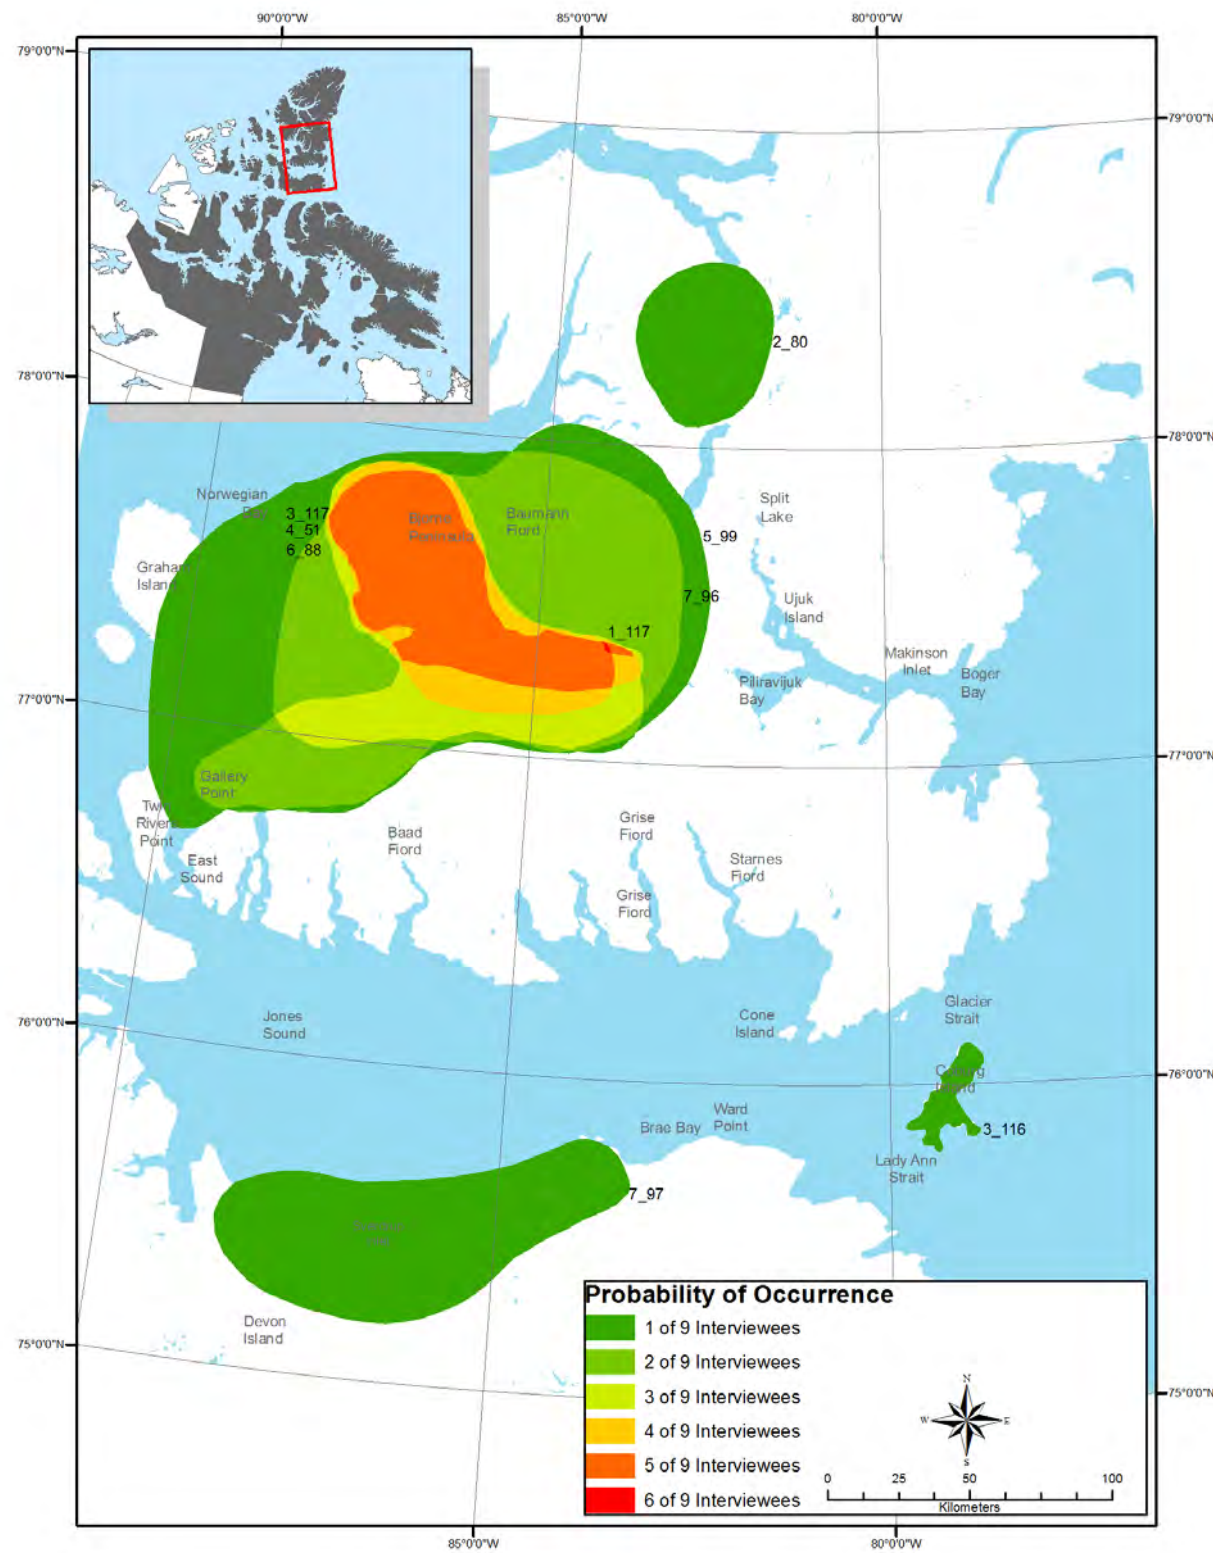 90°0'0"W
85°0'0"W
80°0'0"W
79°0'0"N
79°0'0"N
2_80
78°0'0"N
78°0'0"N
Norwegian
3_117
4_51
6_88
Baumann
Fiord
Split
Lake
5_99
Graham
Island
7_96
Ujuk
Island
1_117
Makinson
Inlet
Boger
Bay
Piliravijuk
Bay
77°0'0"N
77°0'0"N
Gallery
Point
Twin
River
Point
East
Sound
Baad
Fiord
Grise
Fiord
Starnes
Fiord
Grise
Fiord
Jones
Sound
Cone
Island
Glacier
Strait
76°0'0"N
76°0'0"N
Coburg
Island
Ward
Point
Brae Bay
3_116
Lady Ann
Strait
7_97
Devon
Island
75°0'0"N
75°0'0"N
Probability of Occurrence
1 of 9 Interviewees
2 of 9 Interviewees
3 of 9 Interviewees
4 of 9 Interviewees
5 of 9 Interviewees
6 of 9 Interviewees
N
W
E
S
0 25 50 100
Kilometers
85°0'0"W
80°0'0"W